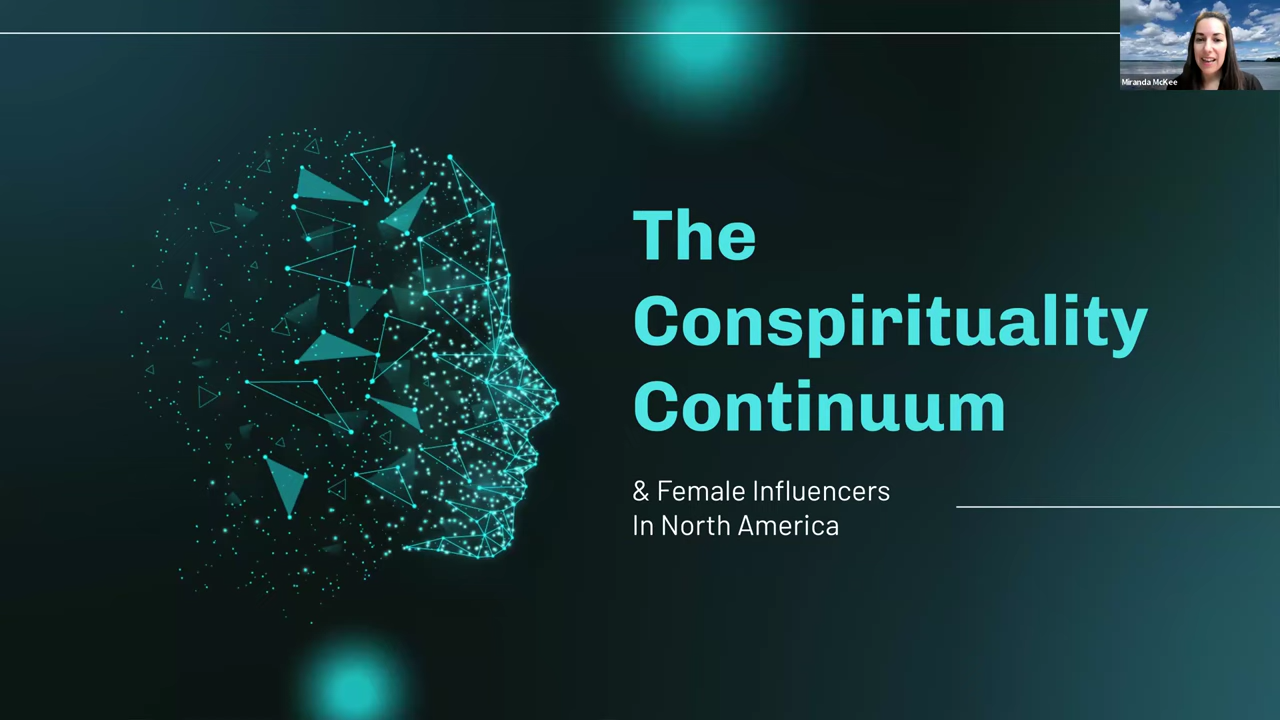 Miranda McKee
The
Conspirituality
Continuum
& Female Influencers
In North America